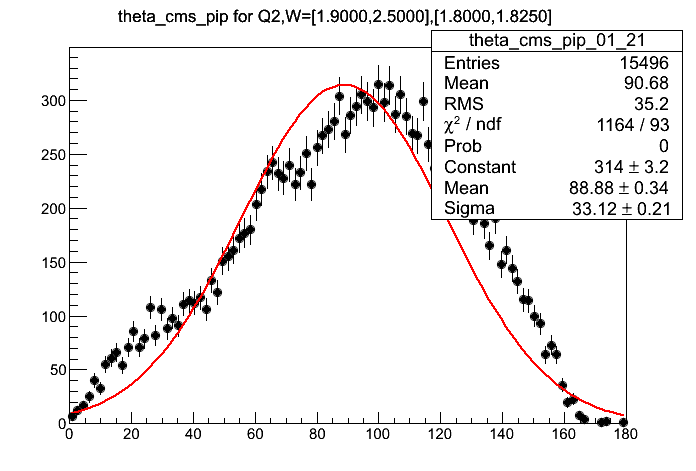 theta_cms_pip for Q2,W=[1.9000,2.5000],[1.8000,1.8250]
theta_cms_pip_01_21
Entries 15496
Mean 90.68
RMS 35.2
χ² / ndf 1164 / 93
Prob 0
Constant 314 ± 3.2
Mean 88.88 ± 0.34
Sigma 33.12 ± 0.21
300
250
200
150
100
50
0
0 20 40 60 80 100 120 140 160 180